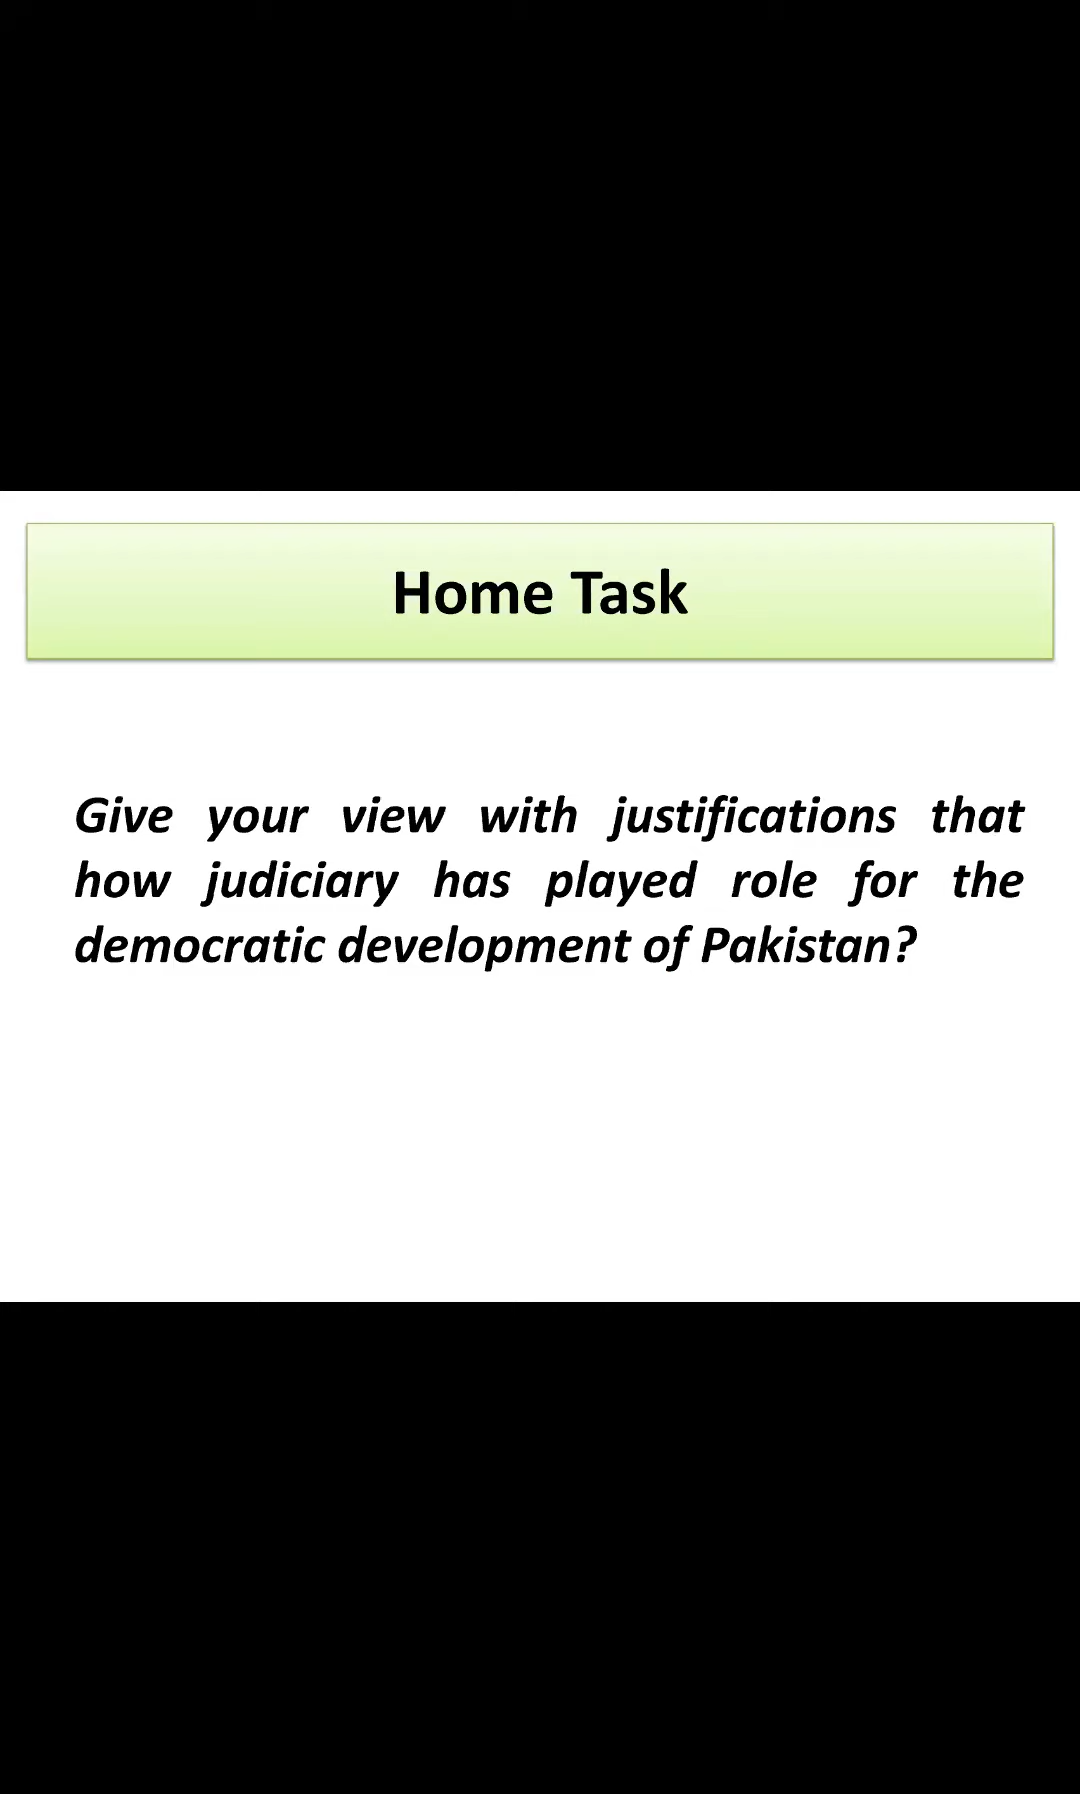 Home Task
Give your view with justifications that
how judiciary has played role for the
democratic development of Pakistan?